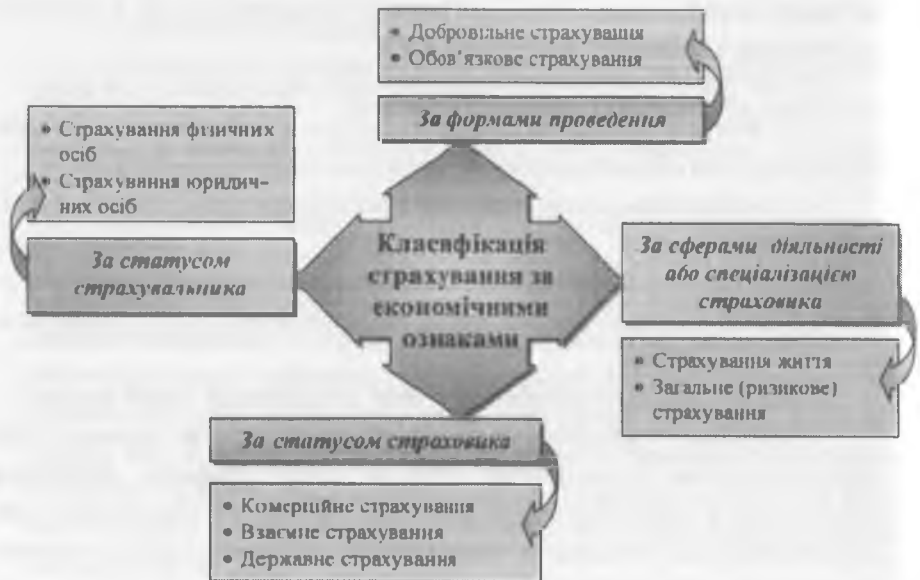 • Добровільне страхування
• Обов'язкове страхування
За формами проведення
• Страхування фізичних
осіб
• Страхування юридич-
них осіб
За статусом
страхувальника
Класифікація
страхування за
економічними
ознаками
За сферами діяльності
або спеціалізацією
страховика
• Страхування життя
• Загальне (ризикове)
страхування
За статусом страховика
• Комерційне страхування
• Взаємне страхування
• Державне страхування